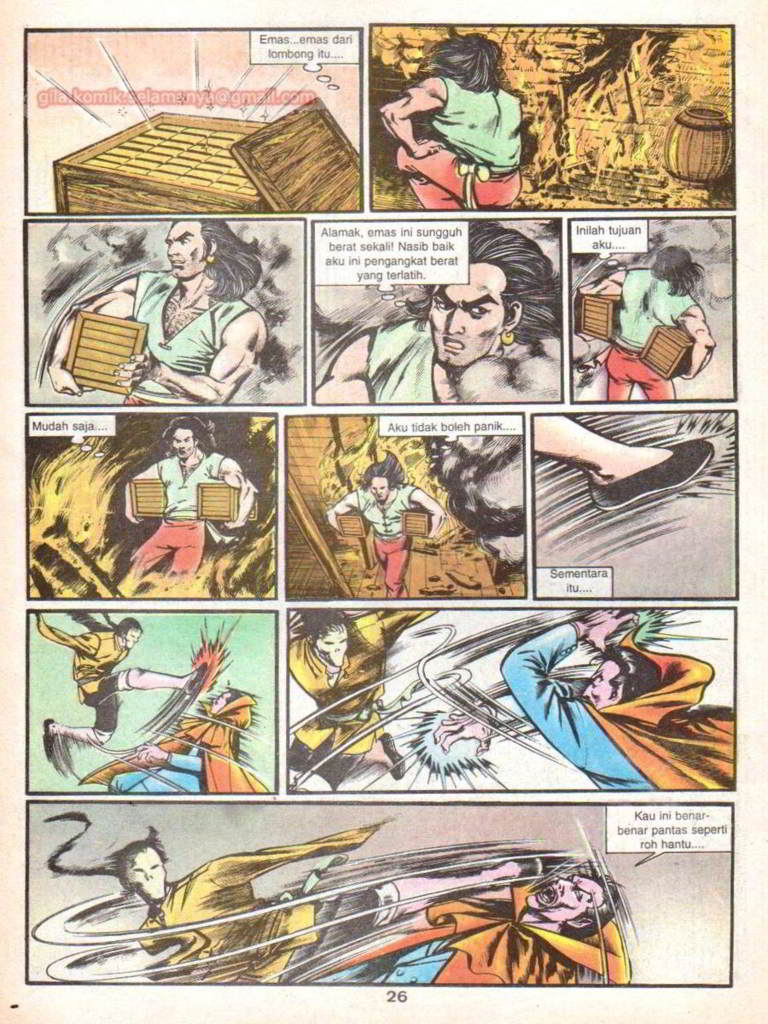 Emas...emas dari
lombong itu....
gila.komik.selamanya@gmail.com
Alamak, emas ini sungguh
berat sekali! Nasib baik
aku ini pengangkat berat
yang terlatih.
Inilah tujuan
aku....
Mudah saja....
Aku tidak boleh panik....
Sementara
itu....
Kau ini benar-
benar pantas seperti
roh hantu....
26